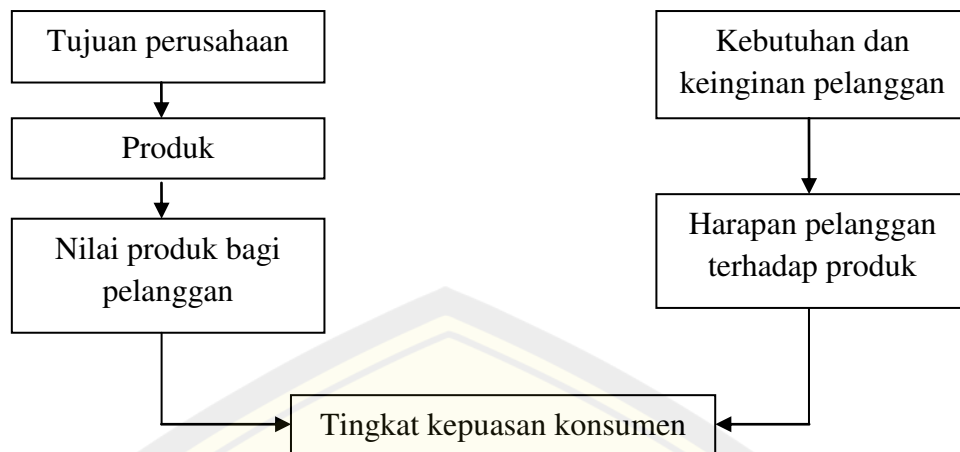 Tujuan perusahaan
Produk
Nilai produk bagi
pelanggan
Kebutuhan dan
keinginan pelanggan
Harapan pelanggan
terhadap produk
Tingkat kepuasan konsumen